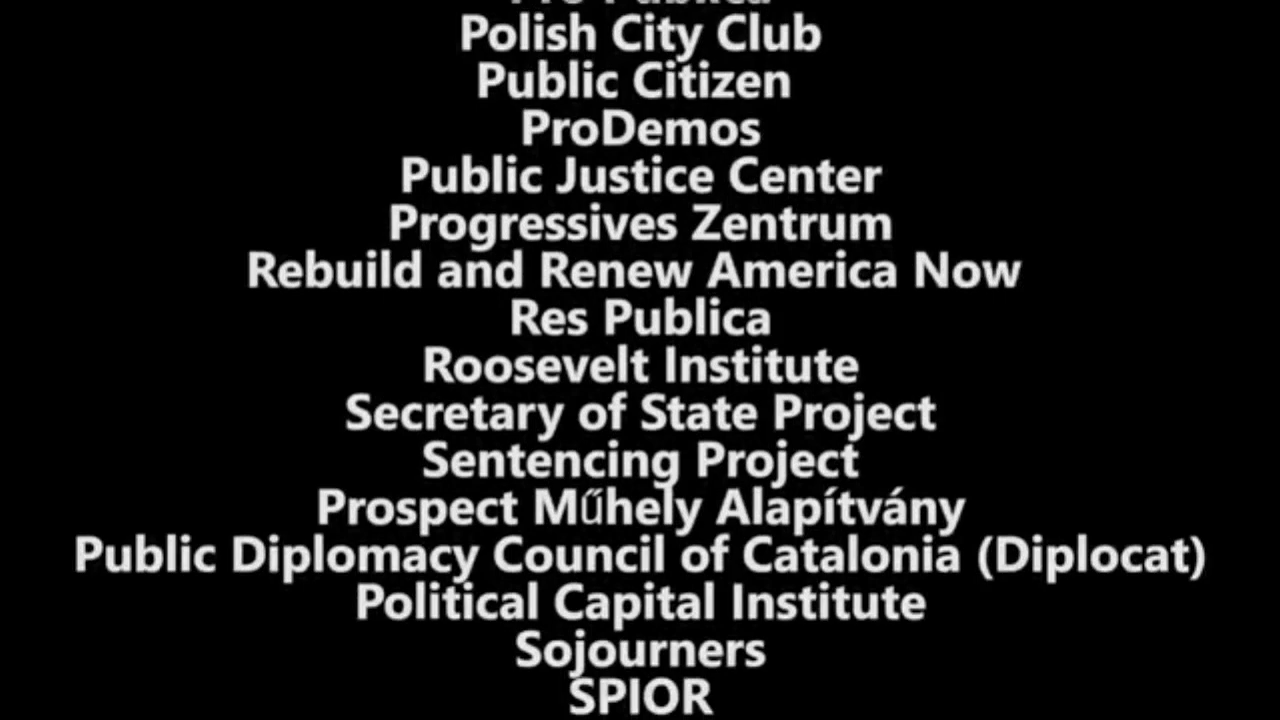 Polish City Club
Public Citizen
ProDemos
Public Justice Center
Progressives Zentrum
Rebuild and Renew America Now
Res Publica
Roosevelt Institute
Secretary of State Project
Sentencing Project
Prospect Műhely Alapítvány
Public Diplomacy Council of Catalonia (Diplocat)
Political Capital Institute
Sojourners
SPIOR